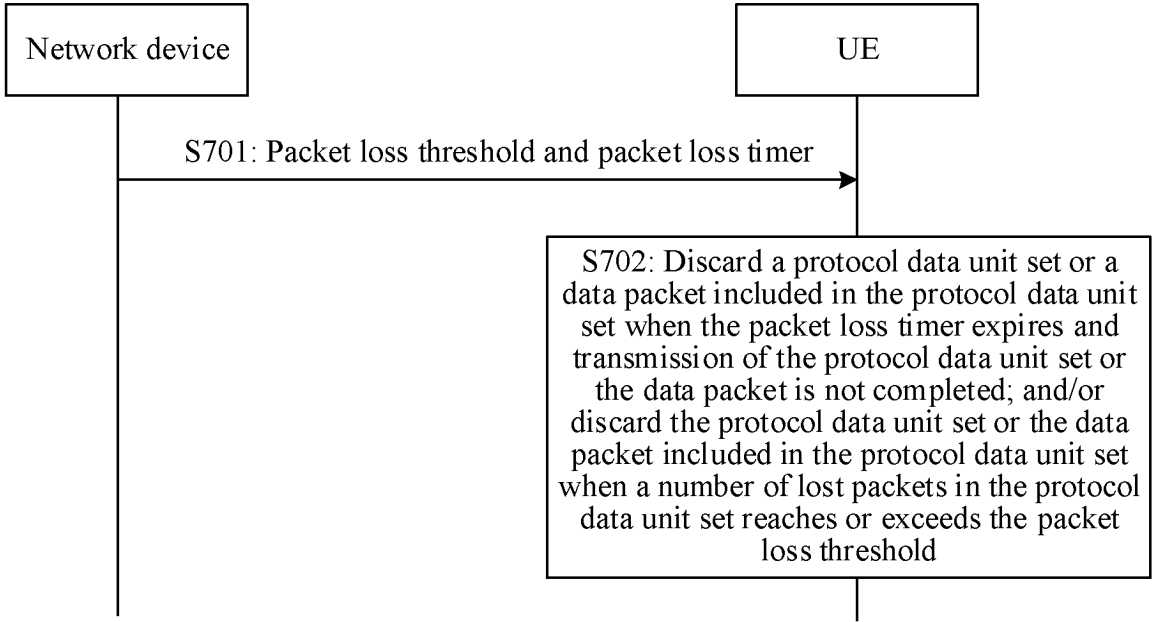 Network device
UE
S701: Packet loss threshold and packet loss timer
S702: Discard a protocol data unit set or a
data packet included in the protocol data unit
set when the packet loss timer expires and
transmission of the protocol data unit set or
the data packet is not completed; and/or
discard the protocol data unit set or the data
packet included in the protocol data unit set
when a number of lost packets in the protocol
data unit set reaches or exceeds the packet
loss threshold